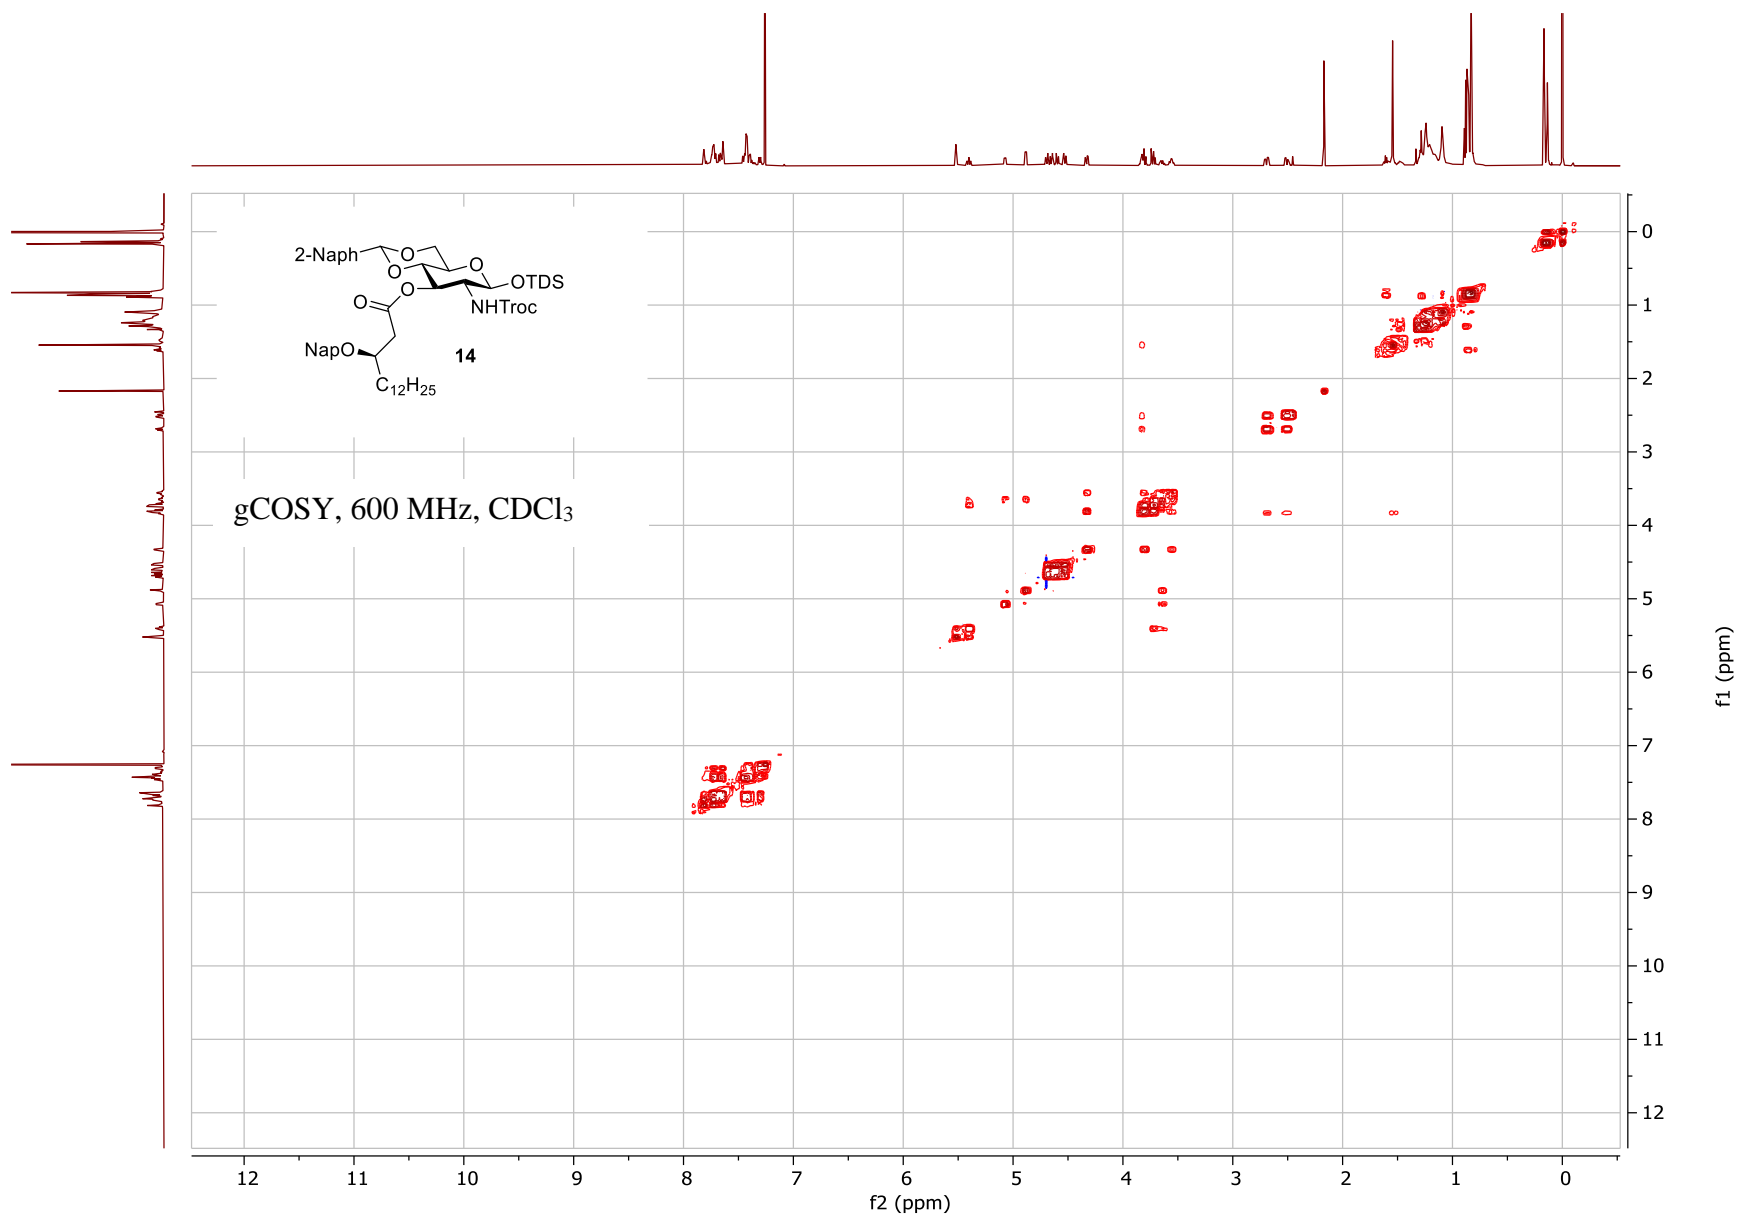 2-Naph
O
O
O
OTDS
O
NHTroc
O
NapO
14
C₁₂H₂₅
gCOSY, 600 MHz, CDCl₃
0
1
2
3
4
5
6
7
8
9
10
11
12
f1 (ppm)
12 11 10 9 8 7 6 5 4 3 2 1 0
f2 (ppm)